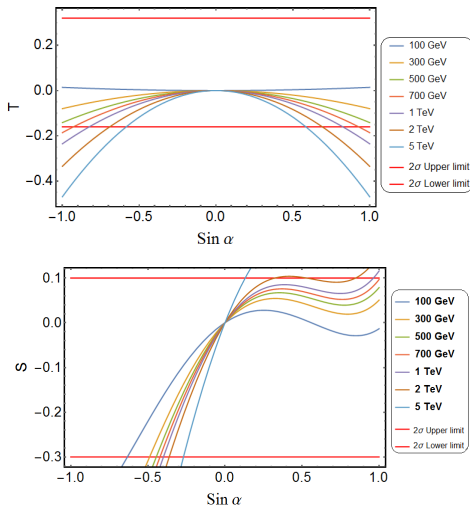 0.2
0.0
−0.2
−0.4
T
−1.0 −0.5 0.0 0.5 1.0
Sin α
100 GeV
300 GeV
500 GeV
700 GeV
1 TeV
2 TeV
5 TeV
2σ Upper limit
2σ Lower limit
0.1
0.0
−0.1
−0.2
−0.3
S
−1.0 −0.5 0.0 0.5 1.0
Sin α
100 GeV
300 GeV
500 GeV
700 GeV
1 TeV
2 TeV
5 TeV
2σ Upper limit
2σ Lower limit